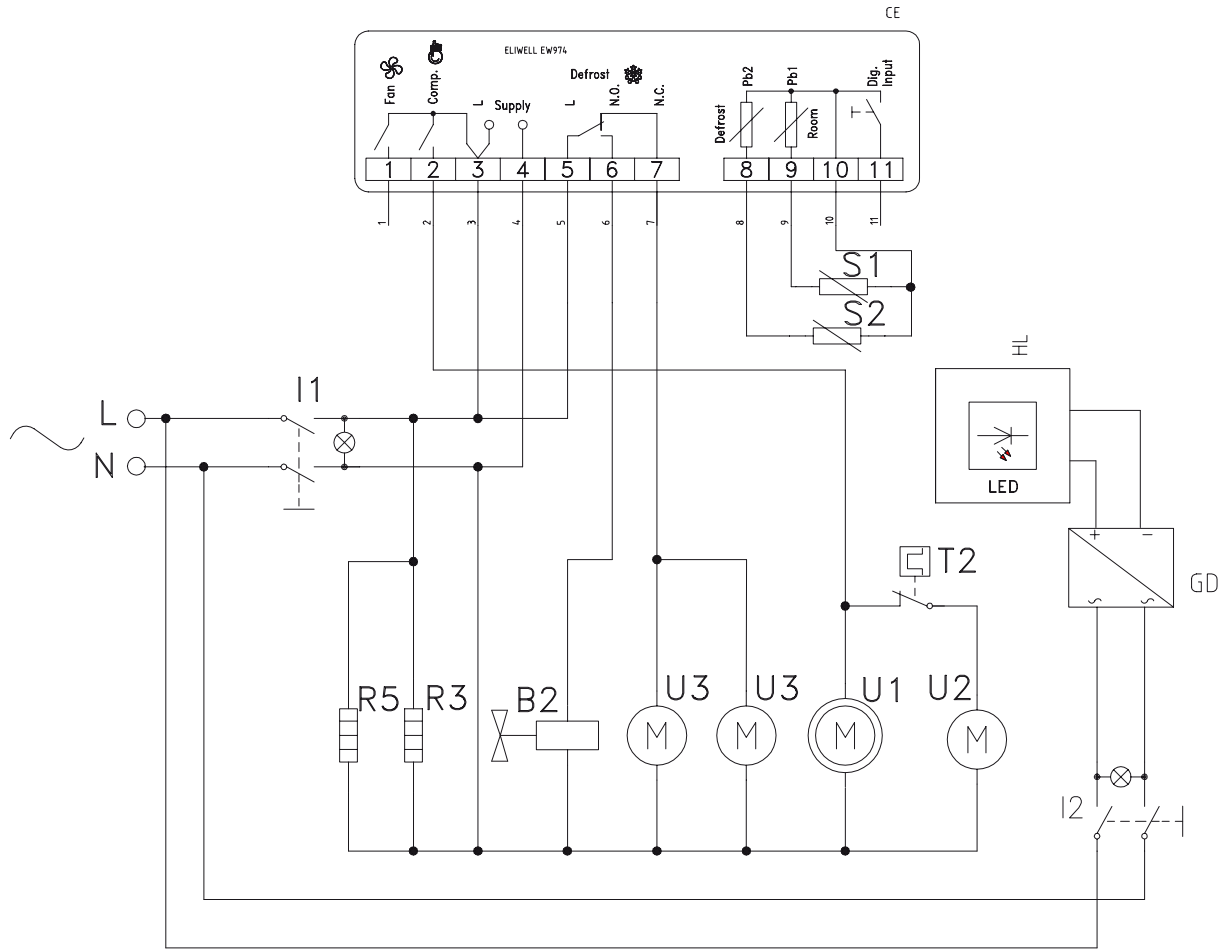 CE
ELIWELL EW974
Fan
Comp.
L
Supply
Defrost
L
N.O.
N.C.
Defrost
Pb2
Pb1
Room
Dig.
Input
1 2 3 4 5 6 7 8 9 10 11
1 2 3 4 5 6 7 8 9 10 11
S1
S2
HL
I1
L
N
LED
T2
GD
R5 R3 B2 U3 U3 U1 U2
M M M M
I2